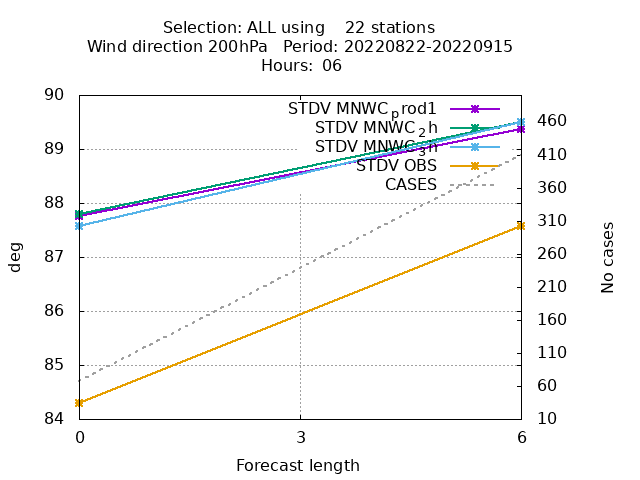 Selection: ALL using 22 stations
Wind direction 200hPa Period: 20220822-20220915
Hours: 06
STDV MNWC_prod1
STDV MNWC_2h
STDV MNWC_3h
STDV OBS
CASES
90
89
88
87
86
85
84
deg
460
410
360
310
260
210
160
110
60
10
No cases
0 3 6
Forecast length